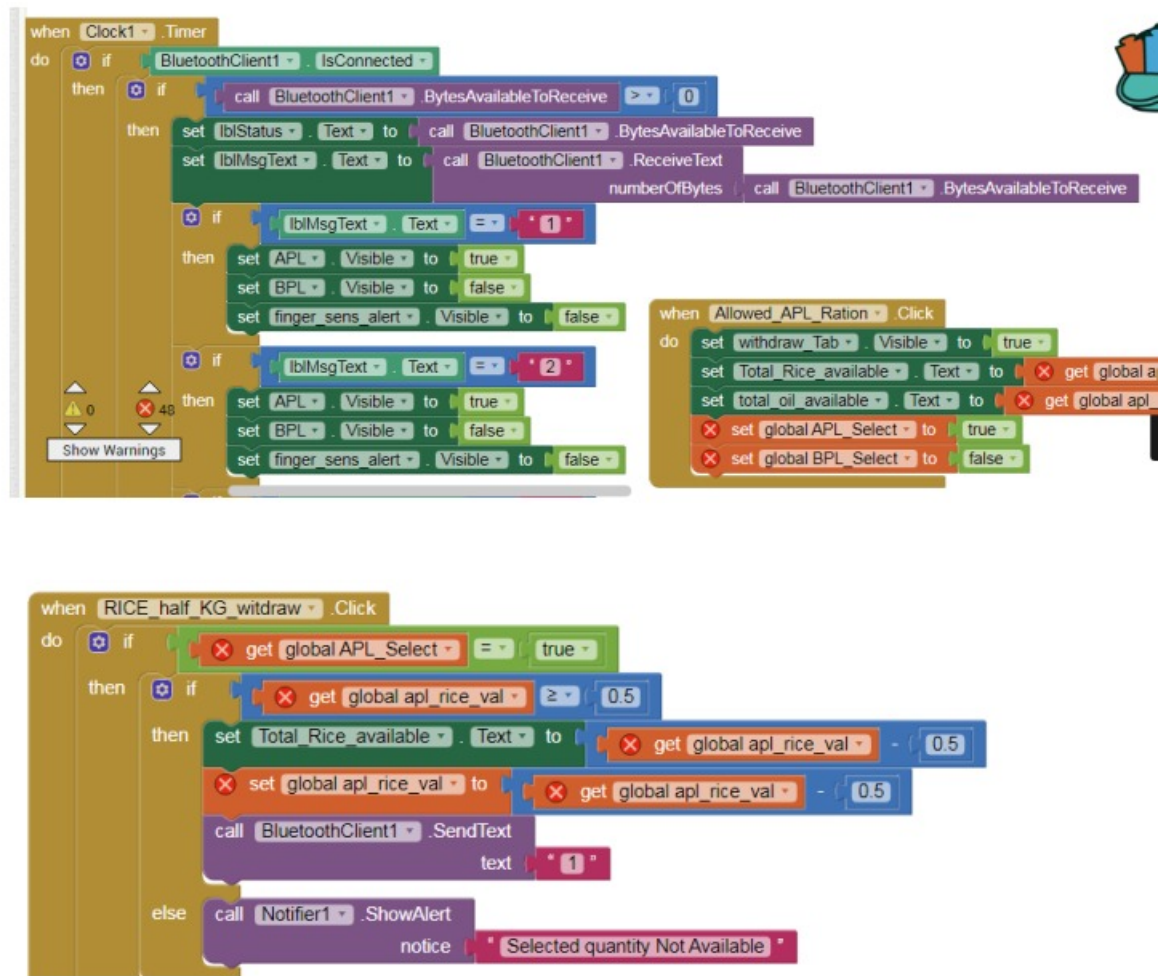 when Clock1 .Timer
do if BluetoothClient1 . IsConnected
then if call BluetoothClient1 .BytesAvailableToReceive > 0
then set lblStatus . Text to call BluetoothClient1 .BytesAvailableToReceive
set lblMsgText . Text to call BluetoothClient1 .ReceiveText
numberOfBytes call BluetoothClient1 .BytesAvailableToReceive
if lblMsgText . Text = " 1 "
then set APL . Visible to true
set BPL . Visible to false
set finger_sens_alert . Visible to false
if lblMsgText . Text = " 2 "
then set APL . Visible to true
set BPL . Visible to false
set finger_sens_alert . Visible to false
0 48
Show Warnings
when Allowed_APL_Ration .Click
do set withdraw_Tab . Visible to true
set Total_Rice_available . Text to get global
set total_oil_available . Text to get global apl_
set global APL_Select to true
set global BPL_Select to false
when RICE_half_KG_witdraw .Click
do if get global APL_Select = true
then if get global apl_rice_val ≥ 0.5
then set Total_Rice_available . Text to get global apl_rice_val - 0.5
set global apl_rice_val to get global apl_rice_val - 0.5
call BluetoothClient1 .SendText
text " 1 "
else call Notifier1 .ShowAlert
notice " Selected quantity Not Available "